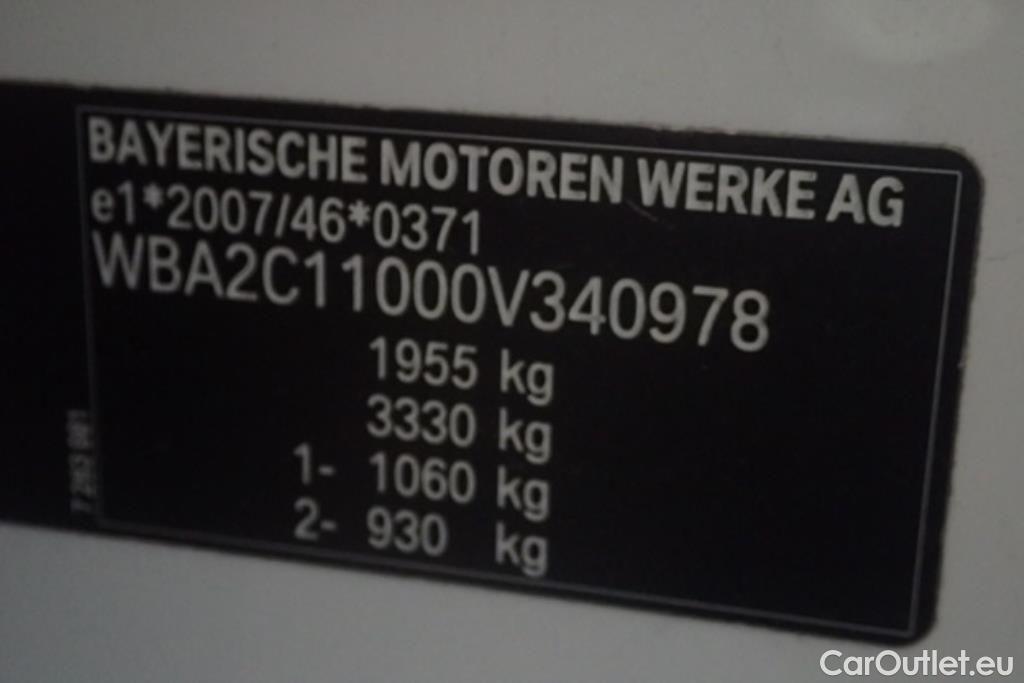 BAYERISCHE MOTOREN WERKE AG
e1*2007/46*0371
WBA2C11000V340978
1955 kg
3330 kg
1- 1060 kg
2- 930 kg
CarOutlet.eu